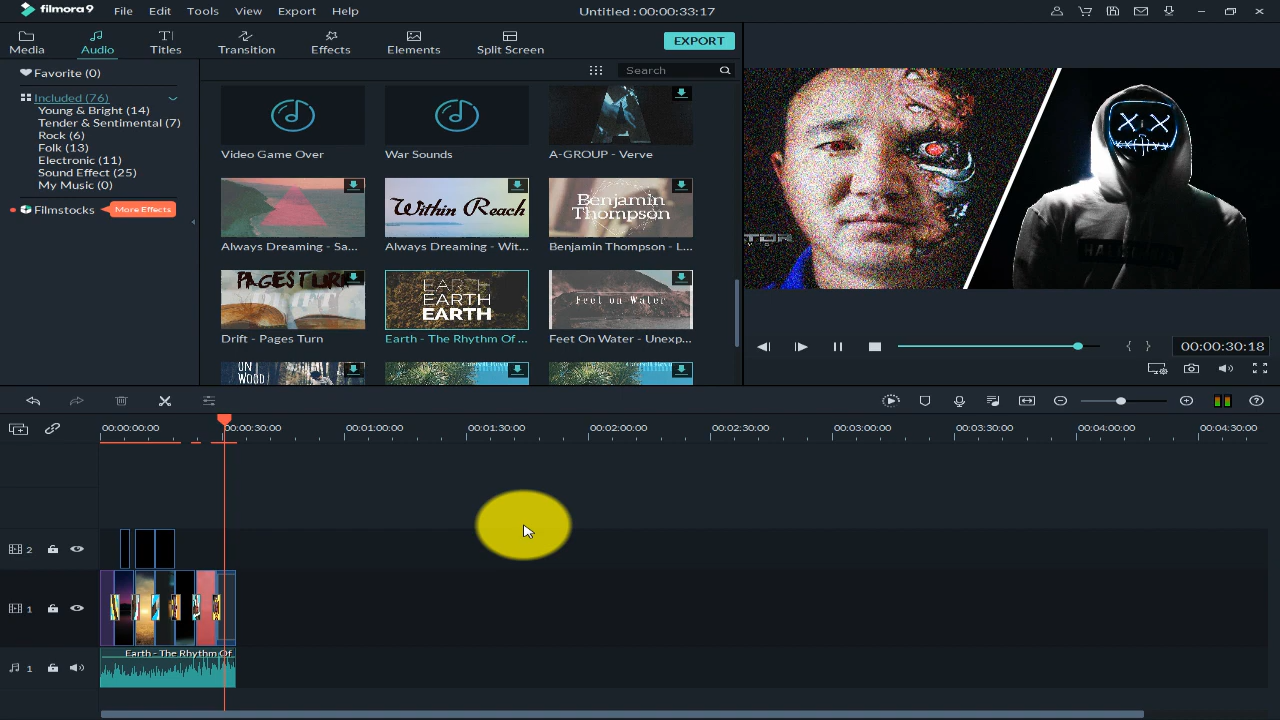 filmora9 File Edit Tools View Export Help Untitled : 00:00:33:17
Media Audio Titles Transition Effects Elements Split Screen EXPORT
Favorite (0)
Included (76)
Young & Bright (14)
Tender & Sentimental (7)
Rock (6)
Folk (13)
Electronic (11)
Sound Effect (25)
My Music (0)
Filmstocks More Effects
Search
Video Game Over War Sounds A-GROUP - Verve
Within Reach
Benjamin
Thompson
Always Dreaming - Sa... Always Dreaming - Wit... Benjamin Thompson - L...
PAGES TURN
EARTH
EARTH
EARTH
Feet on Water
Drift - Pages Turn Earth - The Rhythm Of ... Feet On Water - Unexp...
ON
WOOD
00:00:30:18
00:00:00:00 00:00:30:00 00:01:00:00 00:01:30:00 00:02:00:00 00:02:30:00 00:03:00:00 00:03:30:00 00:04:00:00 00:04:30:00
2
1
Earth - The Rhythm Of
1